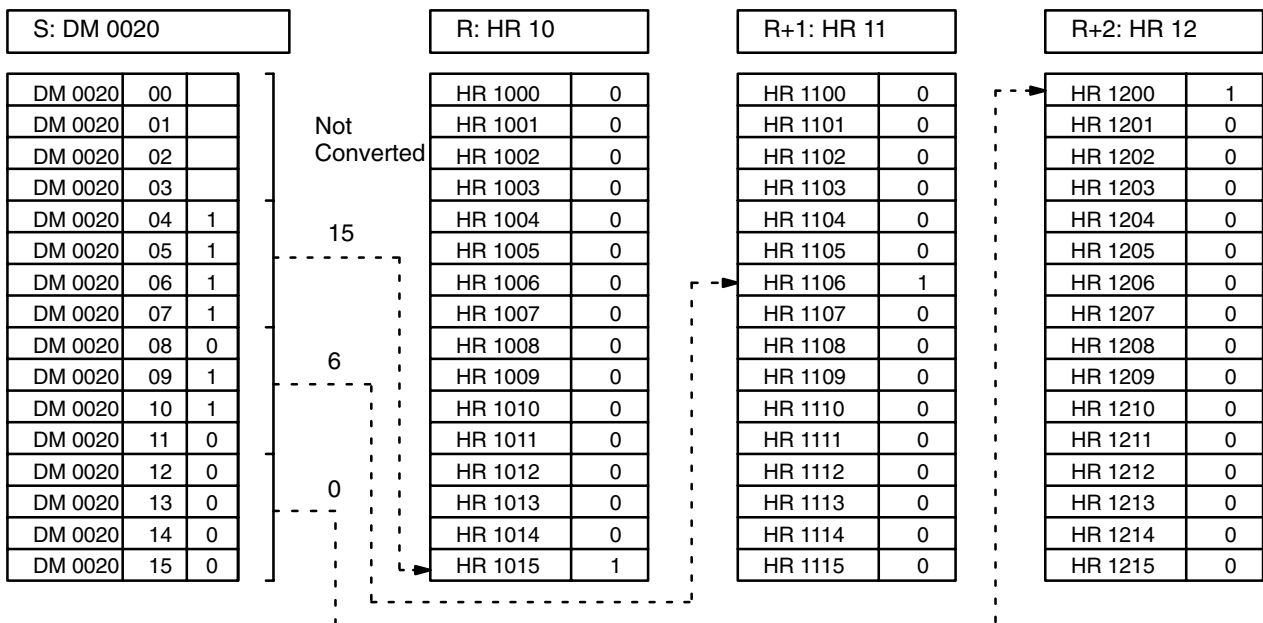 S: DM 0020 R: HR 10 R+1: HR 11 R+2: HR 12
DM 0020 00 HR 1000 0 HR 1100 0 HR 1200 1
DM 0020 01 Not HR 1001 0 HR 1101 0 HR 1201 0
DM 0020 02 Converted HR 1002 0 HR 1102 0 HR 1202 0
DM 0020 03 HR 1003 0 HR 1103 0 HR 1203 0
DM 0020 04 1 15 HR 1004 0 HR 1104 0 HR 1204 0
DM 0020 05 1 HR 1005 0 HR 1105 0 HR 1205 0
DM 0020 06 1 HR 1006 0 HR 1106 1 HR 1206 0
DM 0020 07 1 HR 1007 0 HR 1107 0 HR 1207 0
DM 0020 08 0 6 HR 1008 0 HR 1108 0 HR 1208 0
DM 0020 09 1 HR 1009 0 HR 1109 0 HR 1209 0
DM 0020 10 1 HR 1010 0 HR 1110 0 HR 1210 0
DM 0020 11 0 HR 1011 0 HR 1111 0 HR 1211 0
DM 0020 12 0 HR 1012 0 HR 1112 0 HR 1212 0
DM 0020 13 0 0 HR 1013 0 HR 1113 0 HR 1213 0
DM 0020 14 0 HR 1014 0 HR 1114 0 HR 1214 0
DM 0020 15 0 HR 1015 1 HR 1115 0 HR 1215 0